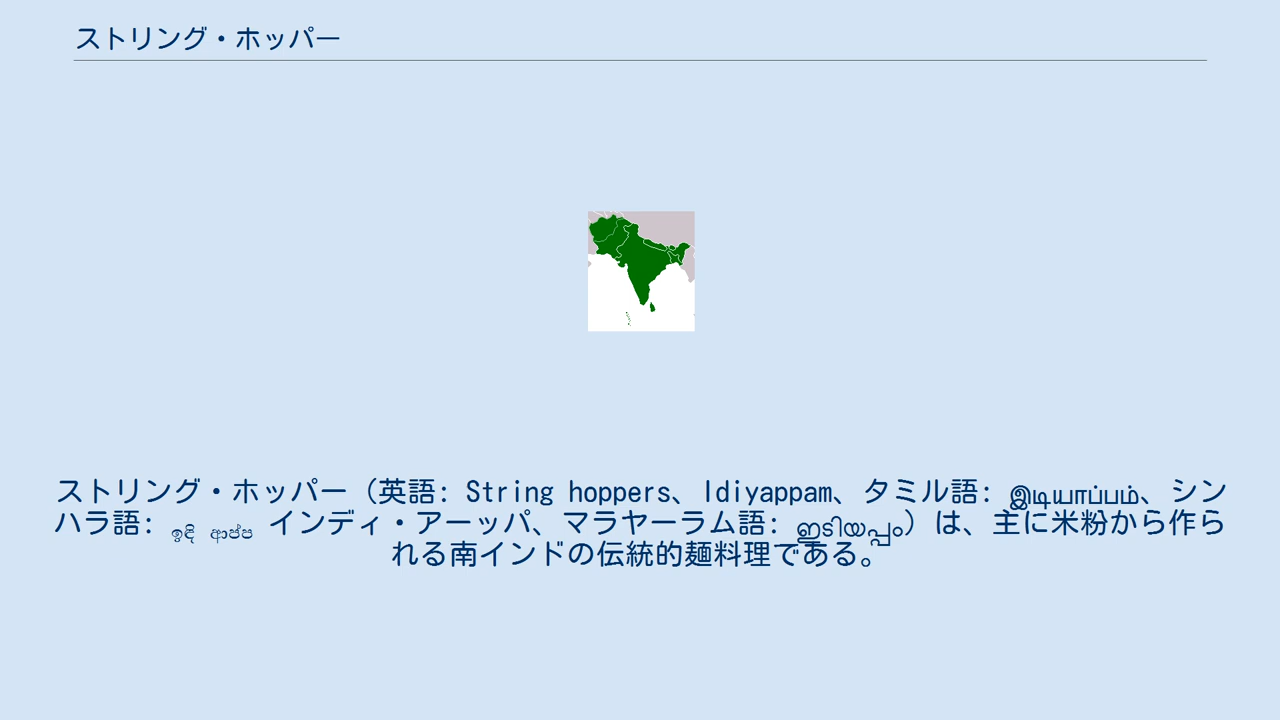 ストリング・ホッパー
ストリング・ホッパー（英語: String hoppers、Idiyappam、タミル語: இடியாப்பம்、シン
ハラ語: ඉඳි ආප්ප インディ・アーッパ、マラヤーラム語: ഇടിയപ്പം）は、主に米粉から作ら
れる南インドの伝統的麺料理である。